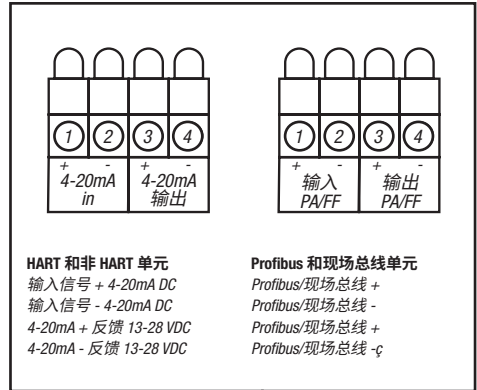 1 2 3 4
+ - + -
4-20mA in 4-20mA 输出
1 2 3 4
+ - + -
输入 PA/FF 输出 PA/FF
HART 和非 HART 单元
输入信号 + 4-20mA DC
输入信号 - 4-20mA DC
4-20mA + 反馈 13-28 VDC
4-20mA - 反馈 13-28 VDC
Profibus 和现场总线单元
Profibus/现场总线 +
Profibus/现场总线 -
Profibus/现场总线 +
Profibus/现场总线 -ç